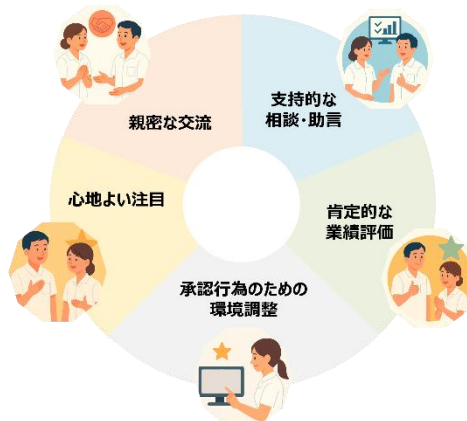 親密な交流
支持的な
相談・助言
心地よい注目
肯定的な
業績評価
承認行為のための
環境調整